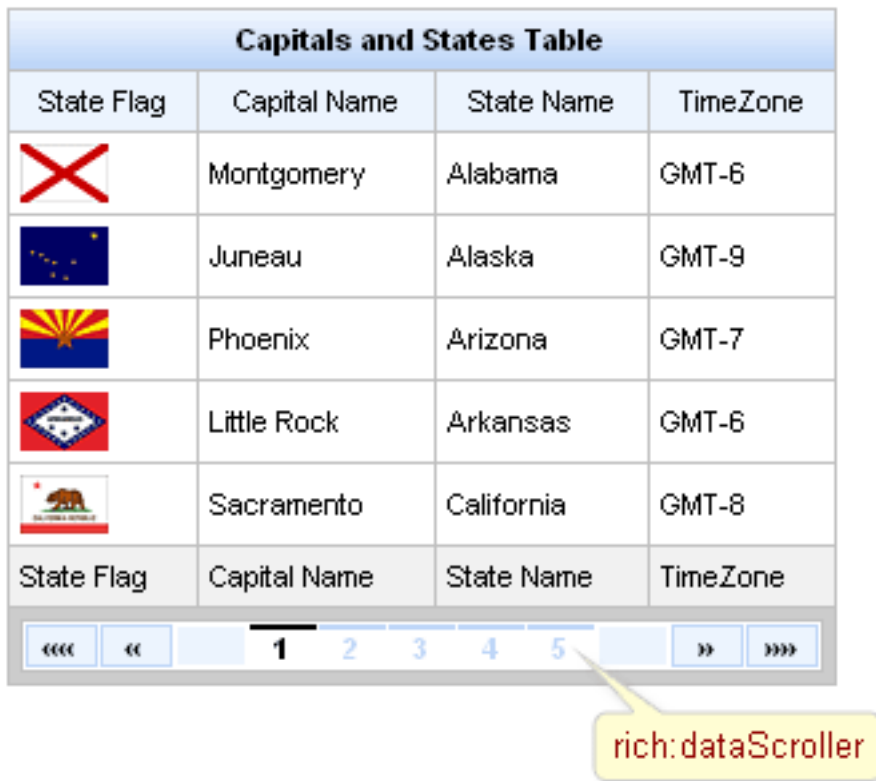 Capitals and States Table
State Flag Capital Name State Name TimeZone
Montgomery Alabama GMT-6
Juneau Alaska GMT-9
Phoenix Arizona GMT-7
Little Rock Arkansas GMT-6
Sacramento California GMT-8
State Flag Capital Name State Name TimeZone
«« « 1 2 3 4 5 » »»
rich:dataScroller